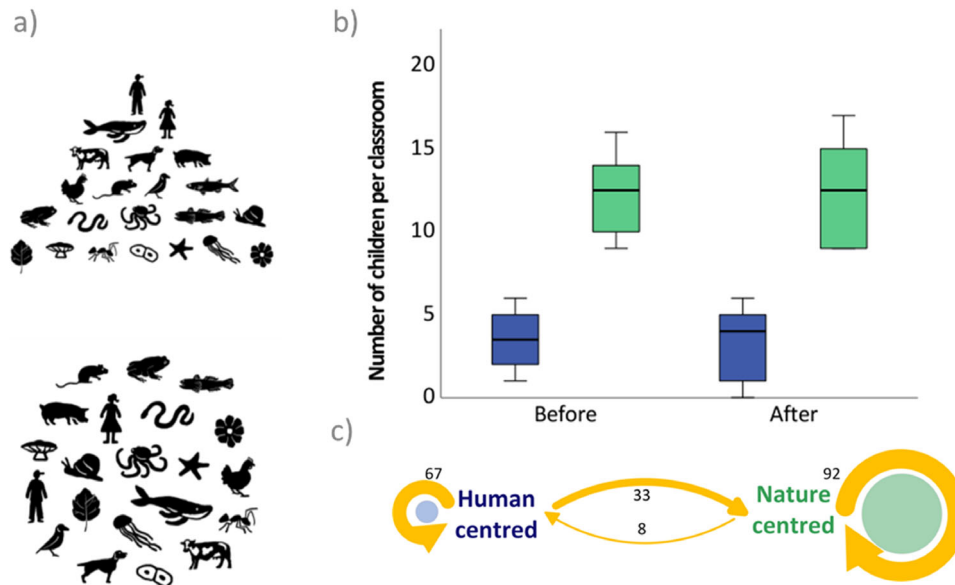 a)
b)
Number of children per classroom
20
15
10
5
0
Before
After
c)
67
Human
centred
33
8
92
Nature
centred